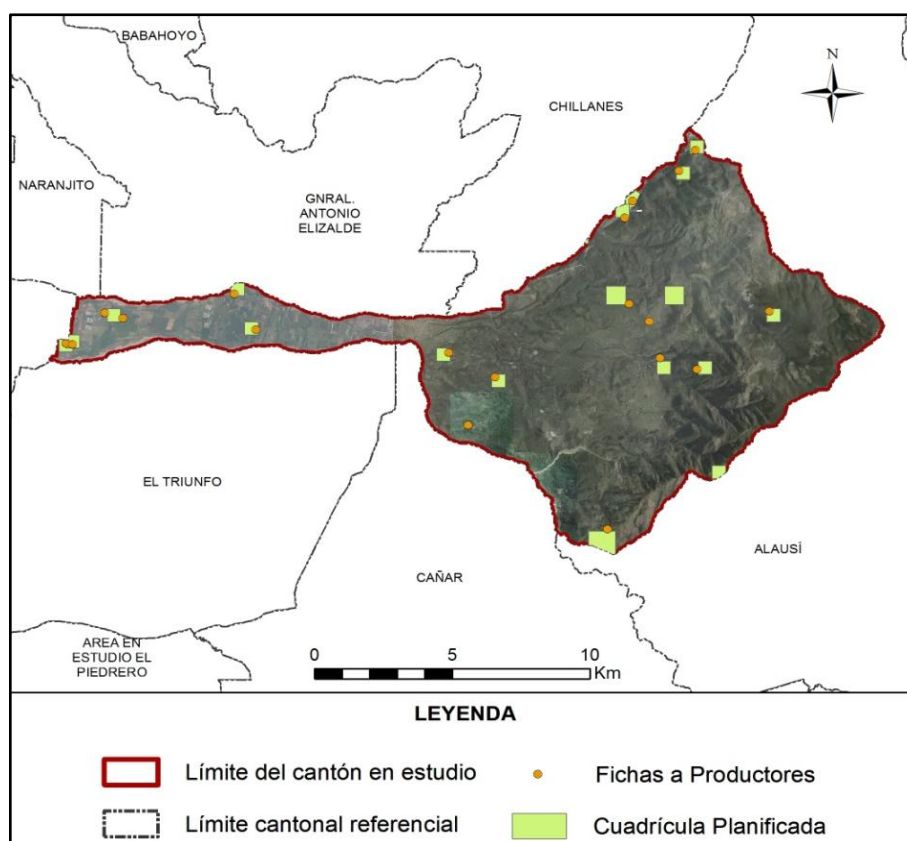 BABAHOYO
N
CHILLANES
NARANJITO
GNRAL.
ANTONIO
ELIZALDE
EL TRIUNFO
ALAUSÍ
CAÑAR
AREA EN
ESTUDIO EL
PIEDRERO
0 5 10
Km
LEYENDA
Límite del cantón en estudio
Fichas a Productores
Límite cantonal referencial
Cuadrícula Planificada